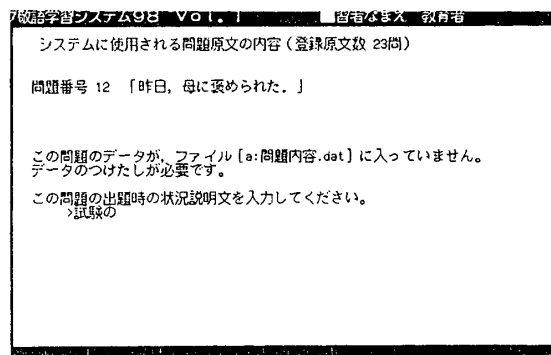 敬語学習システム98 Vol. 1 習者なまえ 教育者
システムに使用される問題原文の内容（登録原文数 23問）
問題番号 12 「昨日，母に褒められた．」
この問題のデータが，ファイル［a:問題内容.dat］に入っていません。
データのつけたしが必要です。
この問題の出題時の状況説明文を入力してください。
>試験の